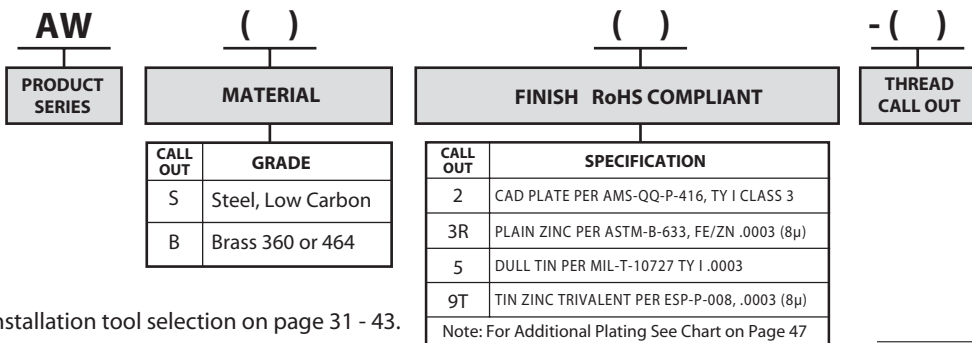 AW ( ) ( ) - ( )
PRODUCT
SERIES
MATERIAL
FINISH RoHS COMPLIANT
THREAD
CALL OUT
CALL
OUT
GRADE
S Steel, Low Carbon
B Brass 360 or 464
CALL
OUT
SPECIFICATION
2 CAD PLATE PER AMS-QQ-P-416, TY I CLASS 3
3R PLAIN ZINC PER ASTM-B-633, FE/ZN .0003 (8µ)
5 DULL TIN PER MIL-T-10727 TY I .0003
9T TIN ZINC TRIVALENT PER ESP-P-008, .0003 (8µ)
Note: For Additional Plating See Chart on Page 47
nstallation tool selection on page 31 - 43.